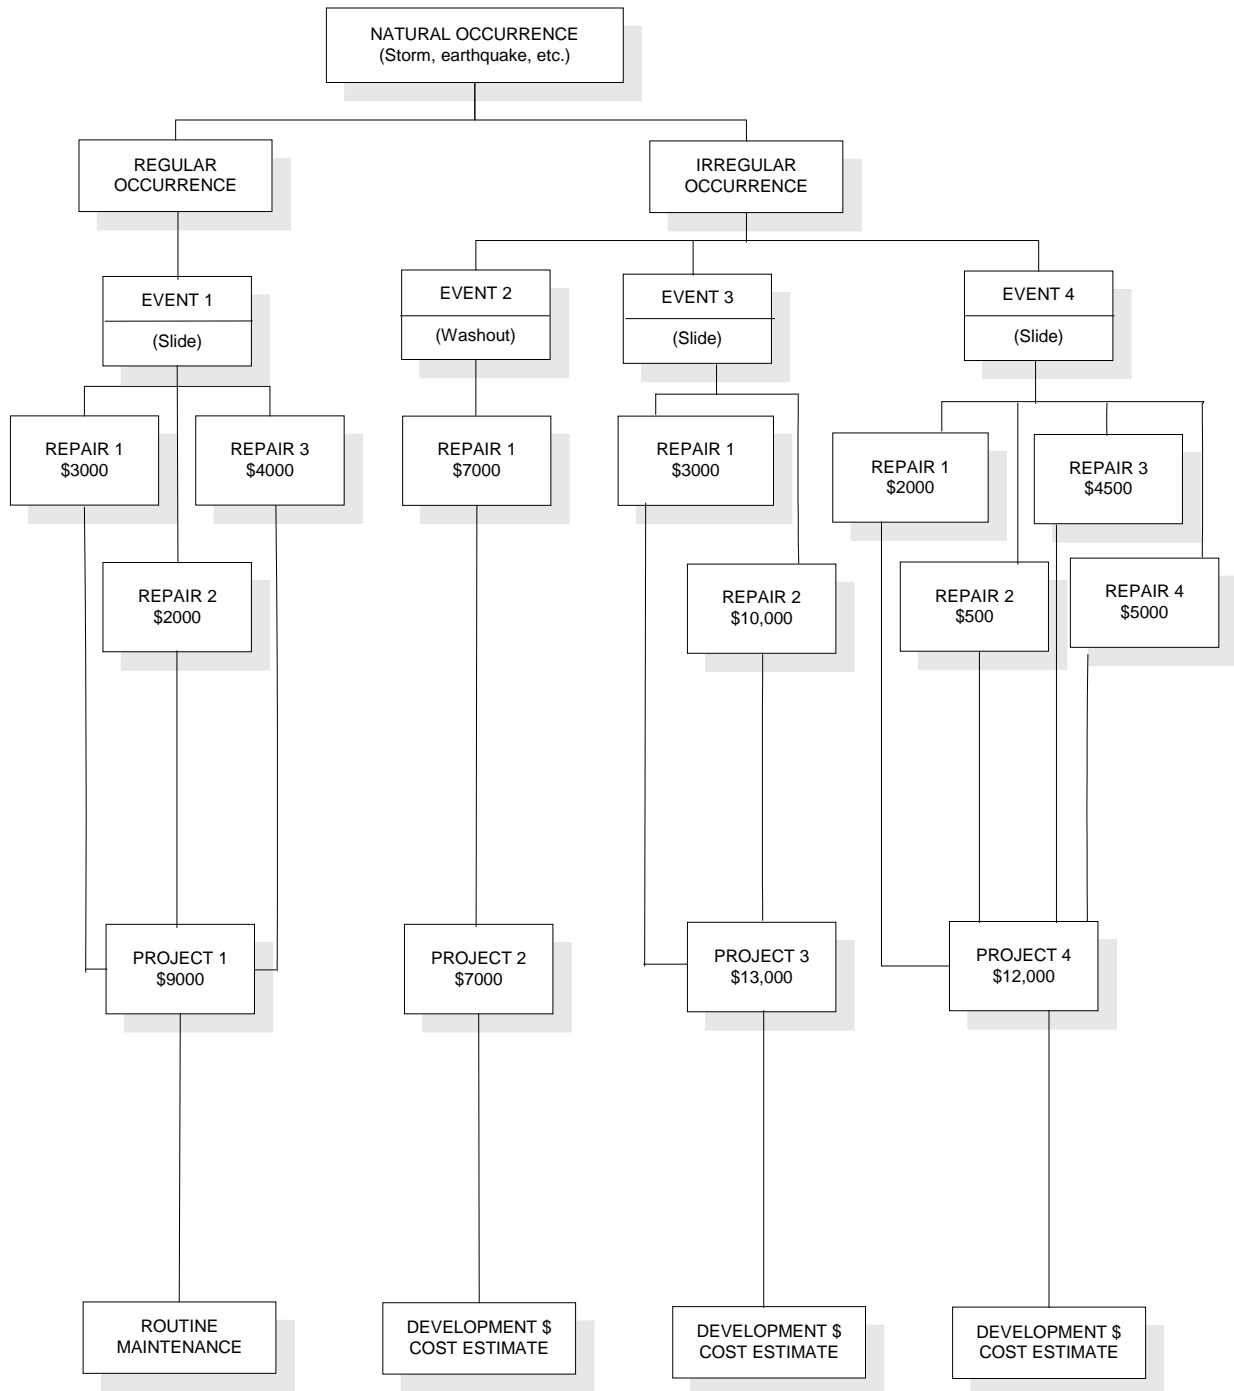 NATURAL OCCURRENCE
(Storm, earthquake, etc.)
REGULAR
OCCURRENCE
IRREGULAR
OCCURRENCE
EVENT 1
(Slide)
EVENT 2
(Washout)
EVENT 3
(Slide)
EVENT 4
(Slide)
REPAIR 1
$3000
REPAIR 3
$4000
REPAIR 1
$7000
REPAIR 1
$3000
REPAIR 1
$2000
REPAIR 3
$4500
REPAIR 2
$2000
REPAIR 2
$10,000
REPAIR 2
$500
REPAIR 4
$5000
PROJECT 1
$9000
PROJECT 2
$7000
PROJECT 3
$13,000
PROJECT 4
$12,000
ROUTINE
MAINTENANCE
DEVELOPMENT $
COST ESTIMATE
DEVELOPMENT $
COST ESTIMATE
DEVELOPMENT $
COST ESTIMATE